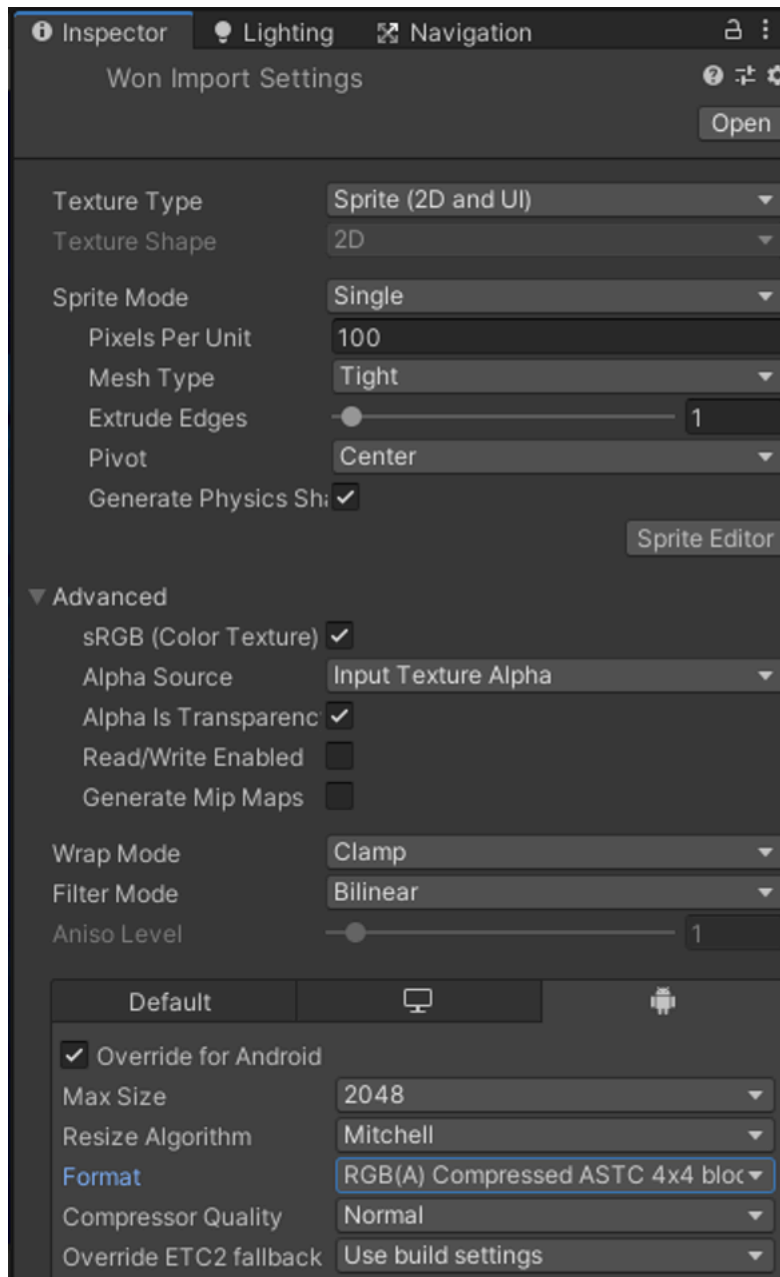 Inspector Lighting Navigation
Won Import Settings
Open
Texture Type Sprite (2D and UI)
Texture Shape 2D
Sprite Mode Single
Pixels Per Unit 100
Mesh Type Tight
Extrude Edges 1
Pivot Center
Generate Physics Sha
Sprite Editor
Advanced
sRGB (Color Texture)
Alpha Source Input Texture Alpha
Alpha Is Transparenc
Read/Write Enabled
Generate Mip Maps
Wrap Mode Clamp
Filter Mode Bilinear
Aniso Level 1
Default
Override for Android
Max Size 2048
Resize Algorithm Mitchell
Format RGB(A) Compressed ASTC 4x4 bloc
Compressor Quality Normal
Override ETC2 fallback Use build settings